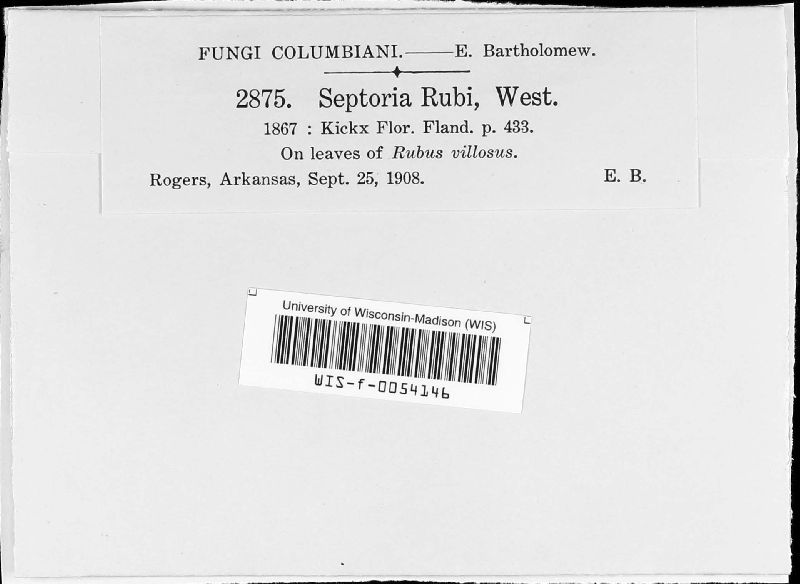 FUNGI COLUMBIANI.——E. Bartholomew.
2875. Septoria Rubi, West.
1867 : Kickx Flor. Fland. p. 433.
On leaves of Rubus villosus.
Rogers, Arkansas, Sept. 25, 1908. E. B.
University of Wisconsin-Madison (WIS)
WIS-f-0054146